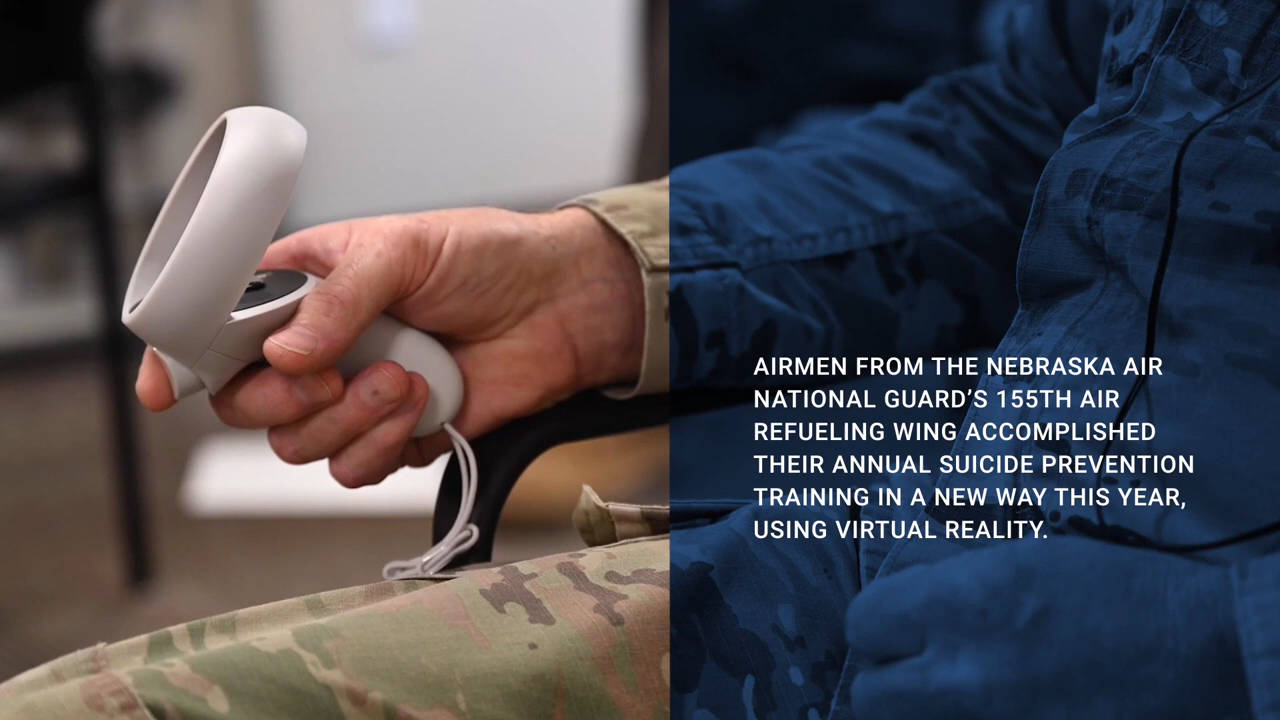 AIRMEN FROM THE NEBRASKA AIR
NATIONAL GUARD’S 155TH AIR
REFUELING WING ACCOMPLISHED
THEIR ANNUAL SUICIDE PREVENTION
TRAINING IN A NEW WAY THIS YEAR,
USING VIRTUAL REALITY.